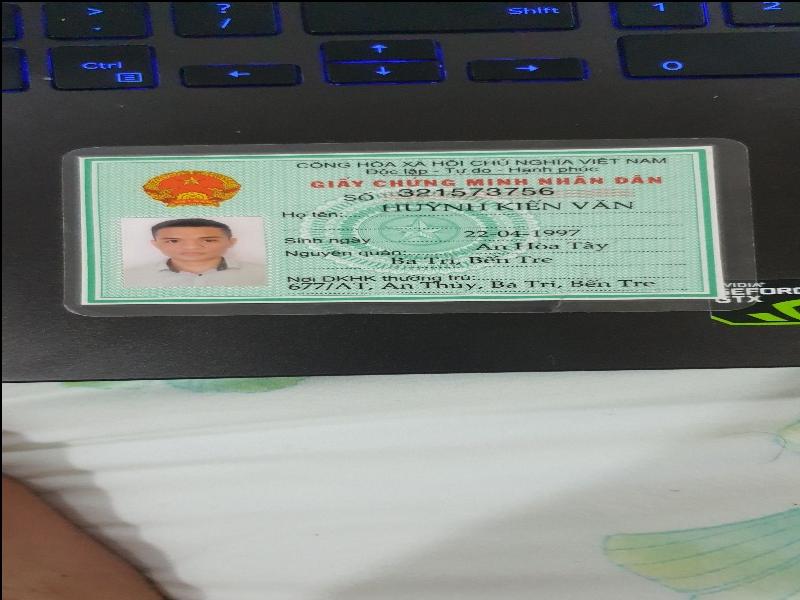 >
.
?
/
Shift
1
2
Ctrl
←
↑
↓
→
0
CỘNG HÒA XÃ HỘI CHỦ NGHĨA VIỆT NAM
Độc lập - Tự do - Hạnh phúc
GIẤY CHỨNG MINH NHÂN DÂN
SỐ 321573756
Họ tên: HUỲNH KIẾN VĂN
Sinh ngày 22-04-1997
Nguyên quán: An Hòa Tây
Ba Tri, Bến Tre
Nơi ĐKHK thường trú:
677/AT, An Thủy, Ba Tri, Bến Tre
VIDIA
GEFORC
GTX